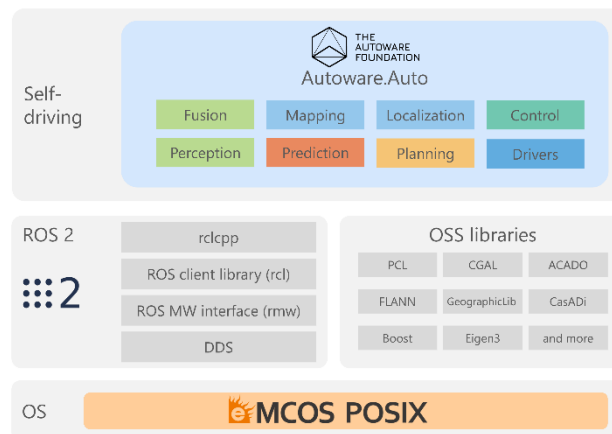 THE
AUTOWARE
FOUNDATION
Autoware.Auto
Self-
driving
Fusion
Mapping
Localization
Control
Perception
Prediction
Planning
Drivers
ROS 2
2
rclcpp
ROS client library (rcl)
ROS MW interface (rmw)
DDS
OSS libraries
PCL
CGAL
ACADO
FLANN
GeographicLib
CasADi
Boost
Eigen3
and more
OS
eMCOS POSIX